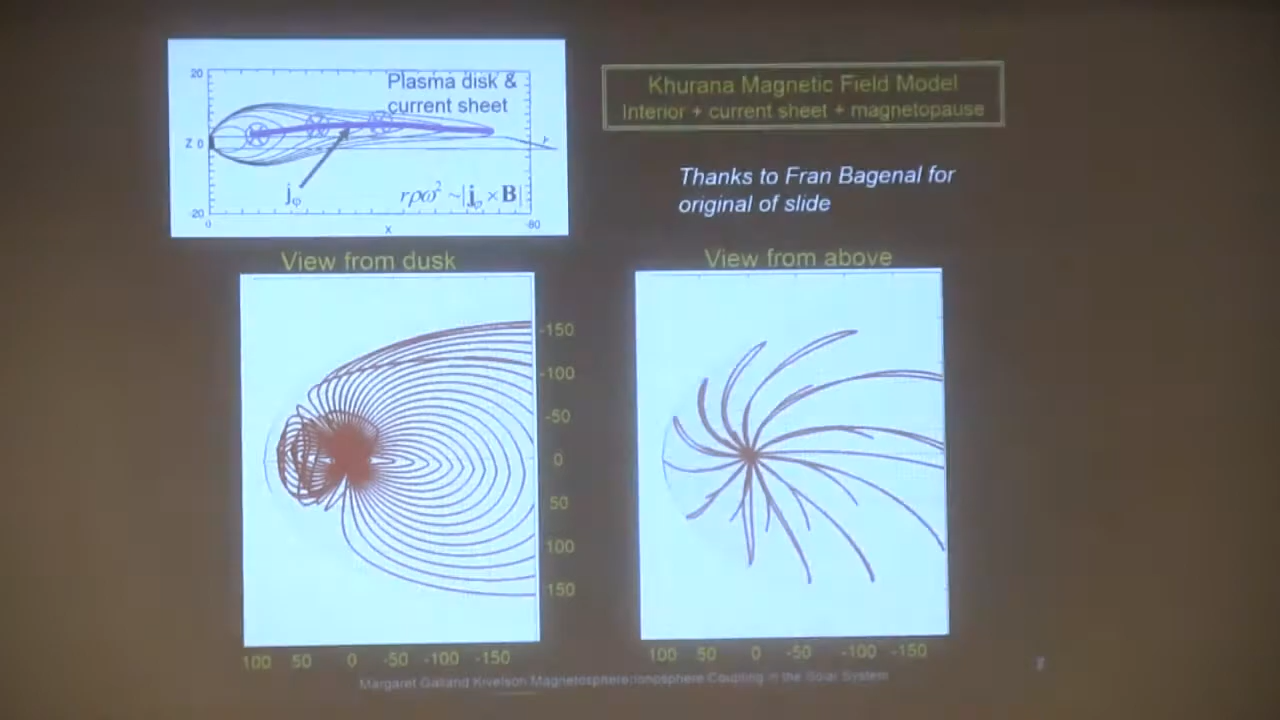 20
Plasma disk &
current sheet
z 0
jφ
rρω² ~|jφ × B|
-20
0
x
-80
Khurana Magnetic Field Model
Interior + current sheet + magnetopause
Thanks to Fran Bagenal for
original of slide
View from dusk
-150
-100
-50
0
50
100
150
100 50 0 -50 -100 -150
View from above
100 50 0 -50 -100 -150
Margaret Galland Kivelson Magnetosphere/Ionosphere Coupling in the Solar System